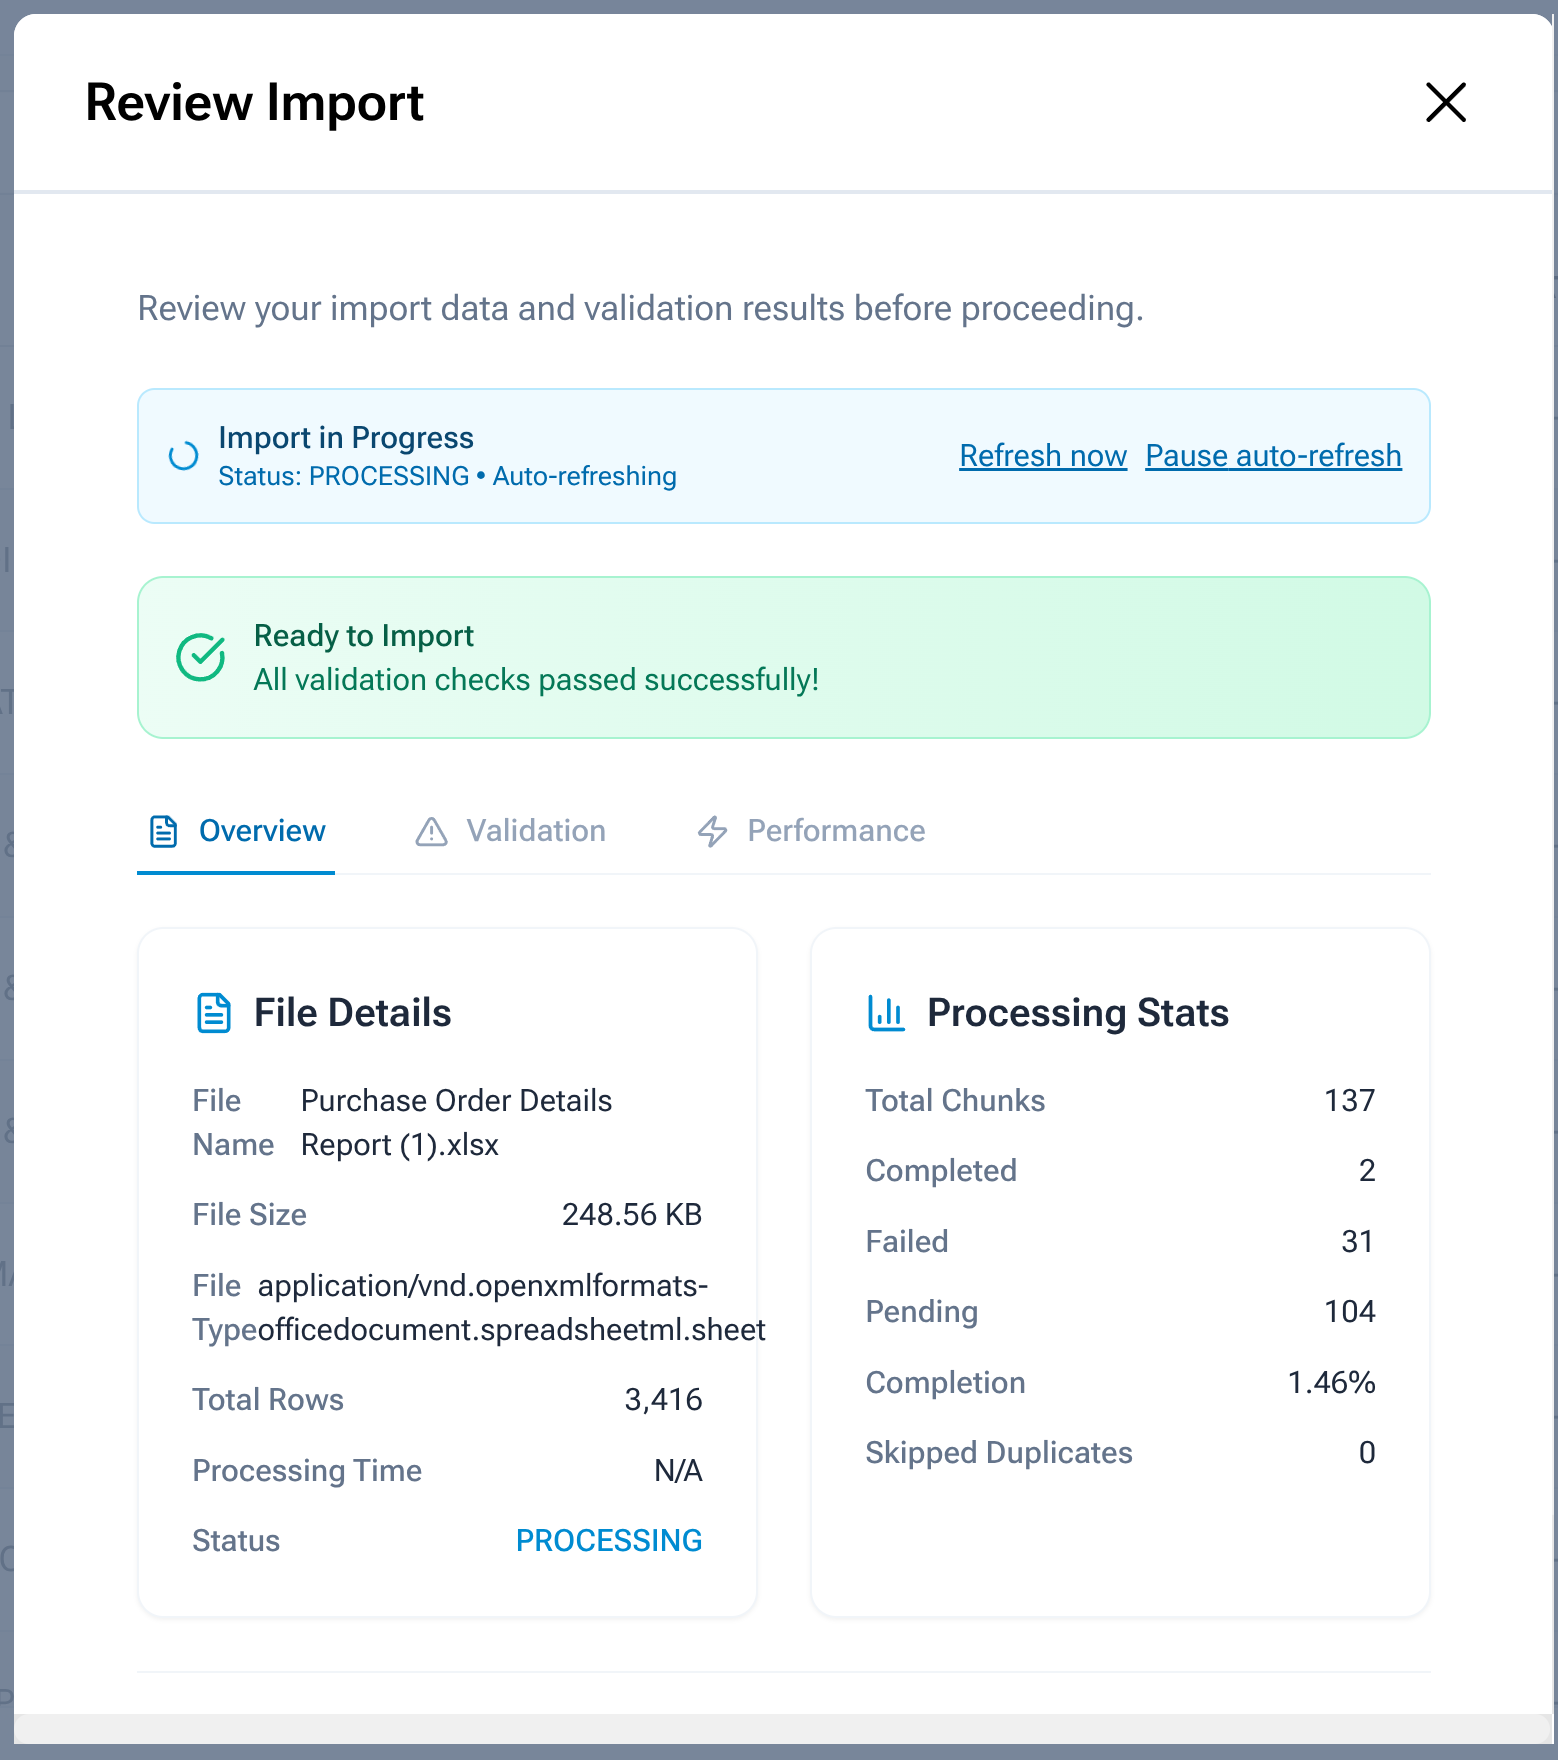 Review Import
Review your import data and validation results before proceeding.
Import in Progress
Status: PROCESSING • Auto-refreshing
Refresh now Pause auto-refresh
Ready to Import
All validation checks passed successfully!
Overview Validation Performance
File Details
File Name Purchase Order Details
Report (1).xlsx
File Size 248.56 KB
File Type application/vnd.openxmlformats-
officedocument.spreadsheetml.sheet
Total Rows 3,416
Processing Time N/A
Status PROCESSING
Processing Stats
Total Chunks 137
Completed 2
Failed 31
Pending 104
Completion 1.46%
Skipped Duplicates 0